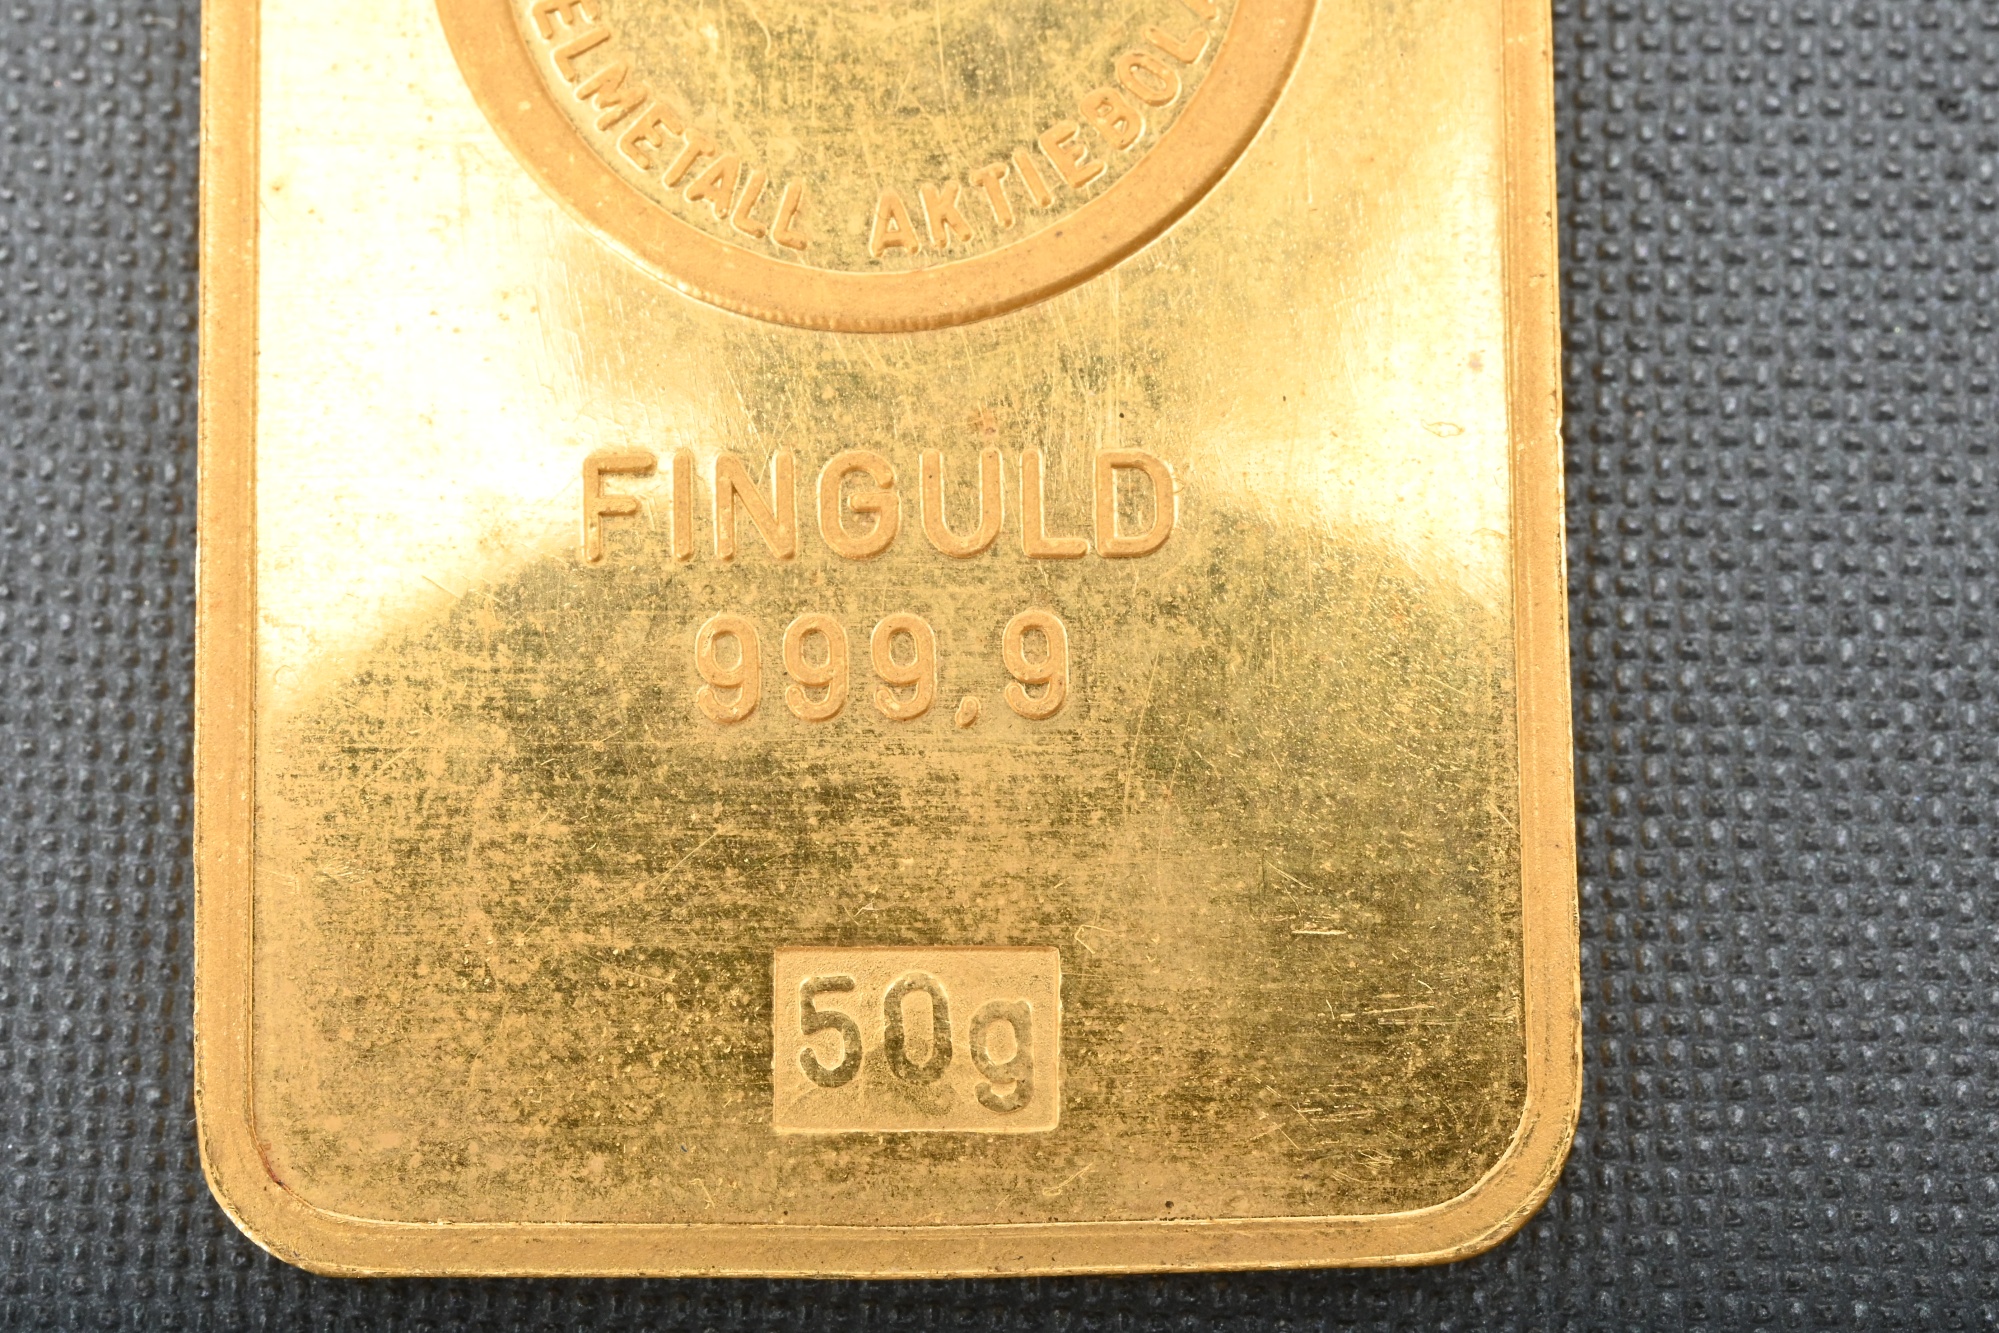 ELMETALL AKTIEBOL
FINGULD
999,9
50g